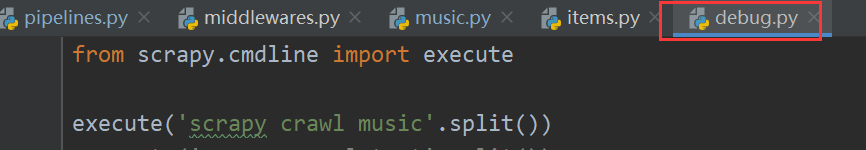 pipelines.py middlewares.py music.py items.py debug.py
from scrapy.cmdline import execute
execute('scrapy crawl music'.split())